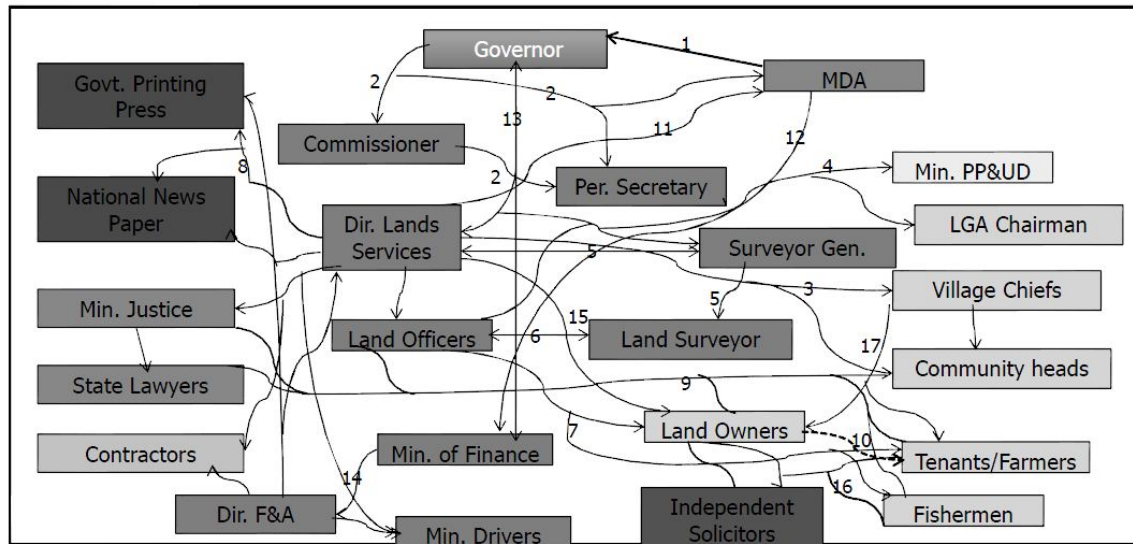 Governor
1
MDA
Govt. Printing
Press
2
2
11
12
13
Commissioner
4
Min. PP&UD
8
2
Per. Secretary
National News
Paper
LGA Chairman
Dir. Lands
Services
5
Surveyor Gen.
3
Village Chiefs
Min. Justice
5
15
17
Land Officers
6
Land Surveyor
Community heads
State Lawyers
9
Contractors
7
Land Owners
10
Min. of Finance
Tenants/Farmers
14
16
Dir. F&A
Independent
Solicitors
Fishermen
Min. Drivers